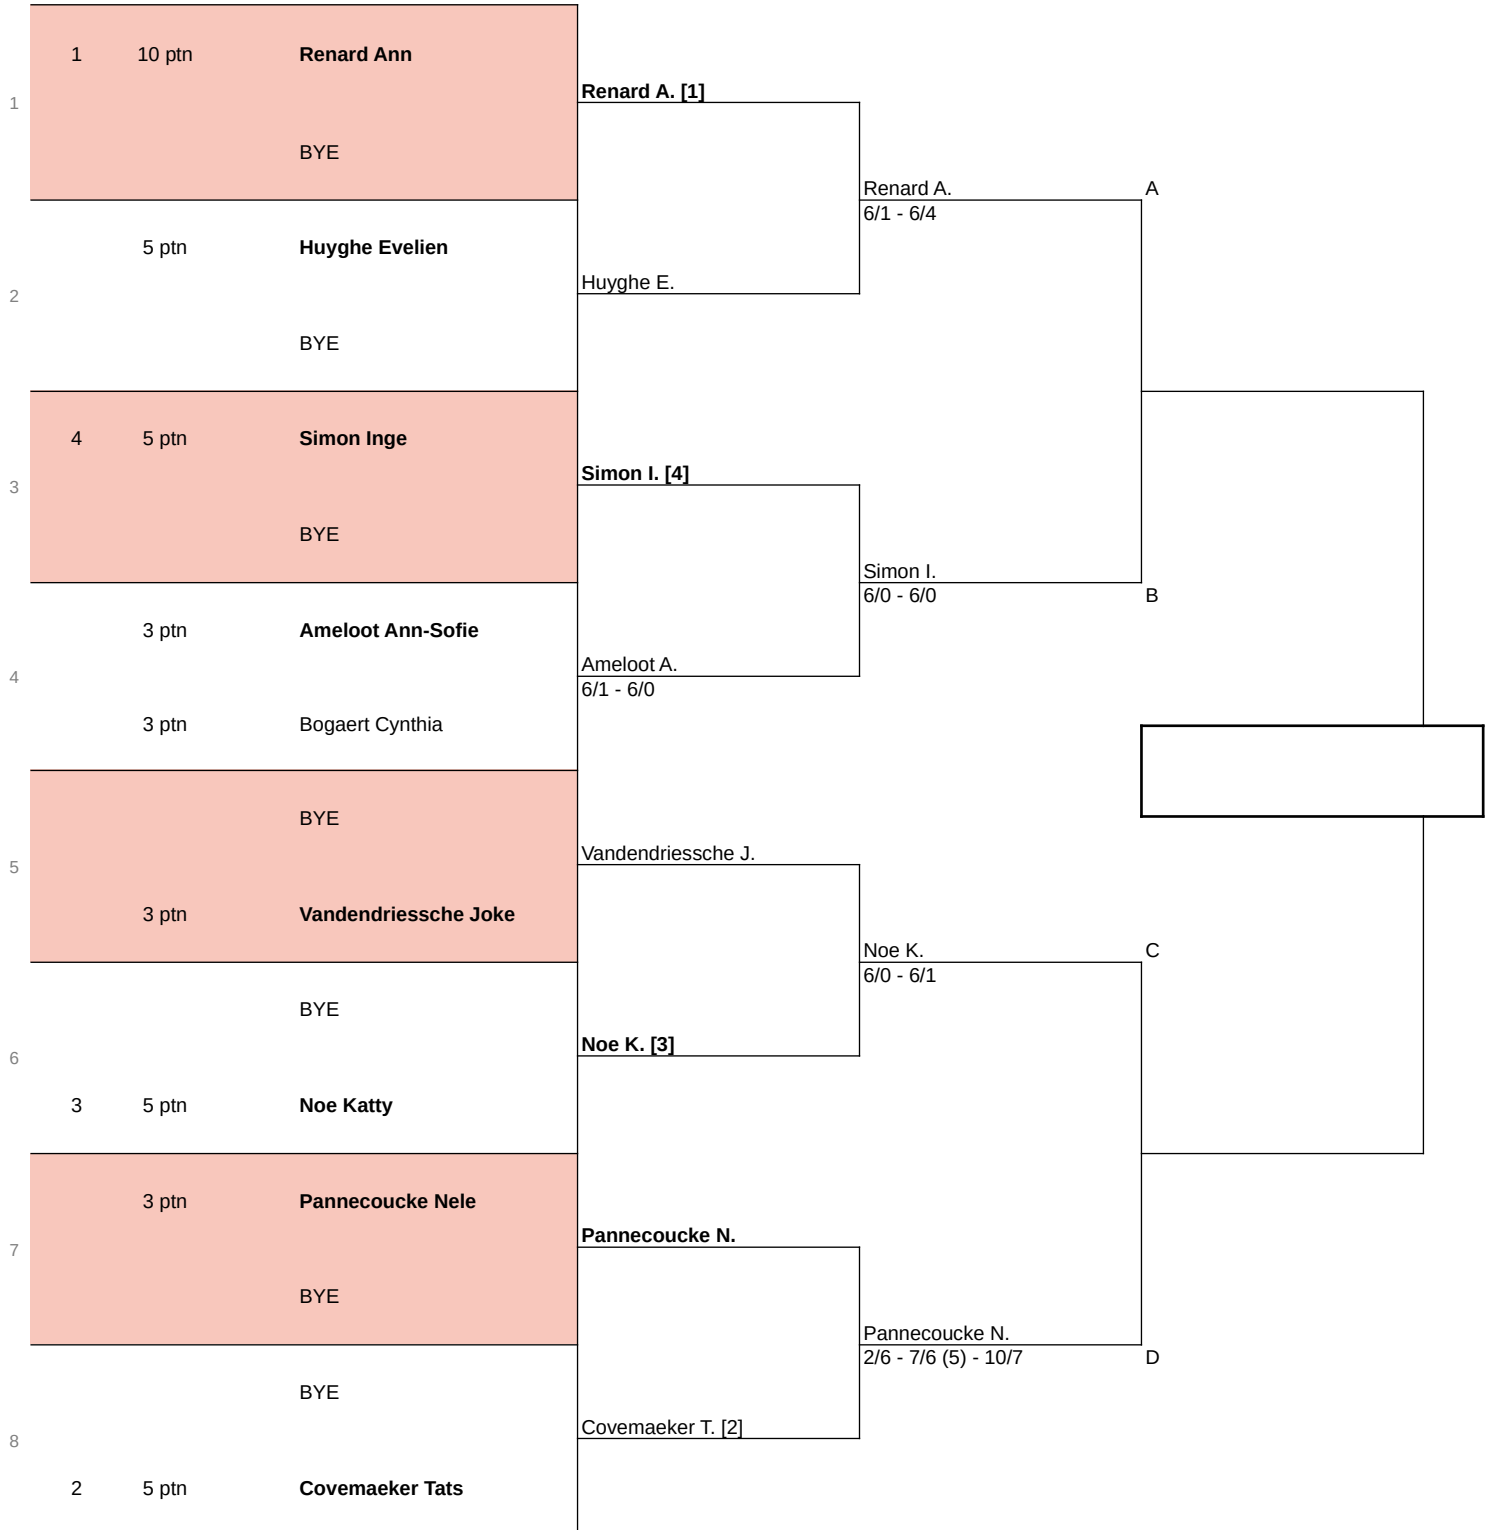 1 10 ptn Renard Ann
Renard A. [1]
1
BYE
Renard A. A
6/1 - 6/4
5 ptn Huyghe Evelien
Huyghe E.
2
BYE
4 5 ptn Simon Inge
Simon I. [4]
3
BYE
Simon I.
6/0 - 6/0 B
3 ptn Ameloot Ann-Sofie
Ameloot A.
4
6/1 - 6/0
3 ptn Bogaert Cynthia
BYE
Vandendriessche J.
5
3 ptn Vandendriessche Joke
Noe K. C
6/0 - 6/1
BYE
Noe K. [3]
6
3 5 ptn Noe Katty
3 ptn Pannecoucke Nele
Pannecoucke N.
7
BYE
Pannecoucke N.
2/6 - 7/6 (5) - 10/7 D
BYE
Covemaeker T. [2]
8
2 5 ptn Covemaeker Tats